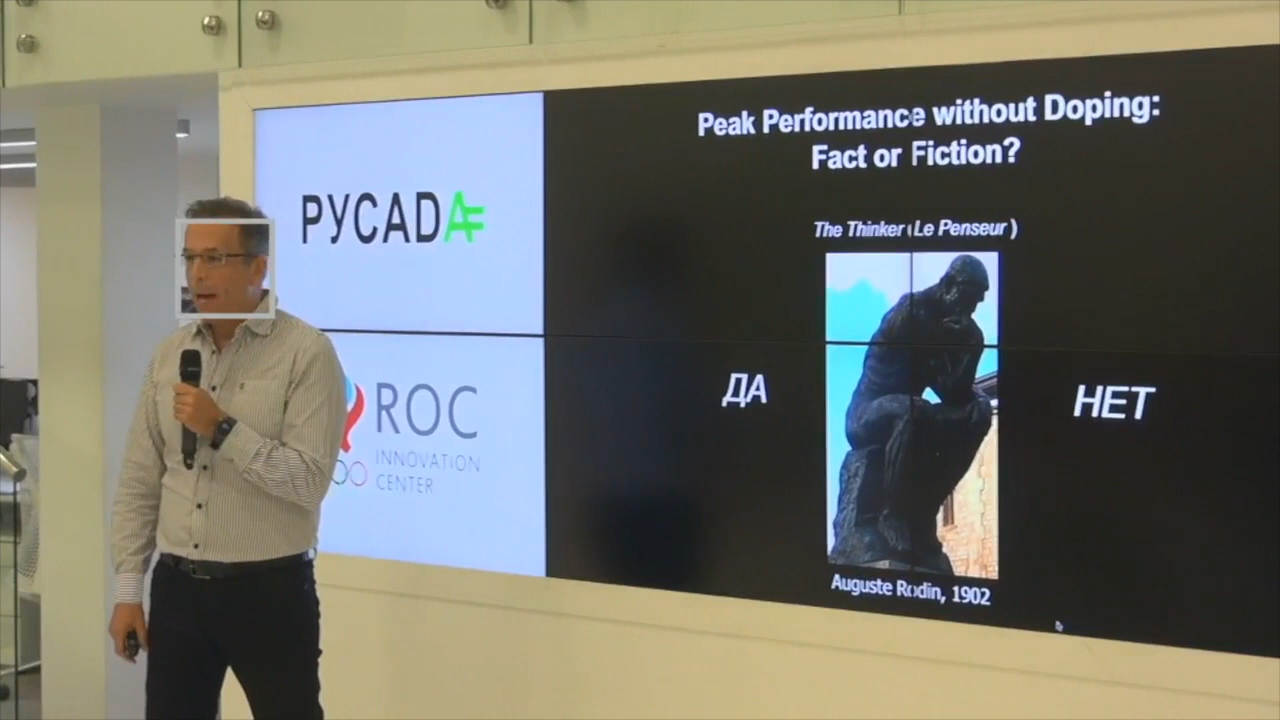 РУСАДА
ROC
INNOVATION
CENTER
Peak Performance without Doping:
Fact or Fiction?
The Thinker (Le Penseur)
ДА
НЕТ
Auguste Rodin, 1902